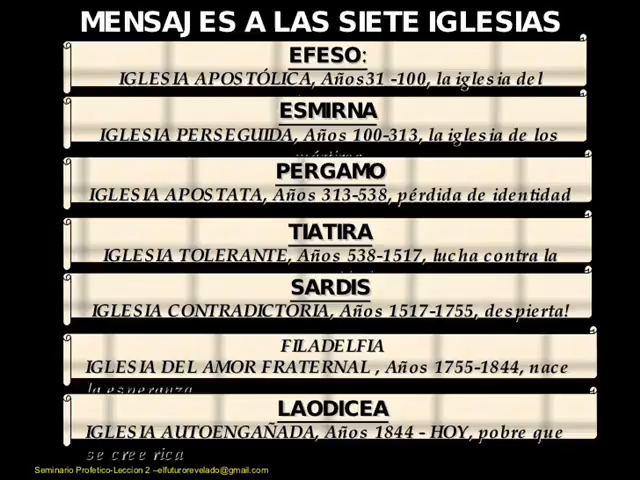 MENSAJES A LAS SIETE IGLESIAS
EFESO:
IGLESIA APOSTÓLICA, Años31 -100, la iglesia del
ESMIRNA
IGLESIA PERSEGUIDA, Años 100-313, la iglesia de los
PERGAMO
IGLESIA APOSTATA, Años 313-538, pérdida de identidad
TIATIRA
IGLESIA TOLERANTE, Años 538-1517, lucha contra la
SARDIS
IGLESIA CONTRADICTORIA, Años 1517-1755, despierta!
FILADELFIA
IGLESIA DEL AMOR FRATERNAL , Años 1755-1844, nace
la esperanza
LAODICEA
IGLESIA AUTOENGAÑADA, Años 1844 - HOY, pobre que
se cree rica
Seminario Profetico-Leccion 2 –elfuturorevelado@gmail.com